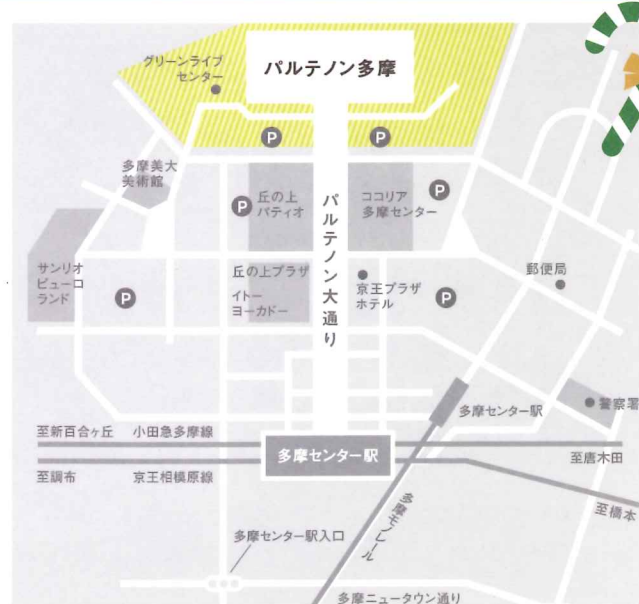 グリーンライブ
センター
パルテノン多摩
P
P
多摩美大
美術館
P
丘の上
パティオ
ココリア
多摩センター
P
パルテノン大通り
サンリオ
ピューロ
ランド
P
丘の上プラザ
イトー
ヨーカドー
京王プラザ
ホテル
P
郵便局
多摩センター駅
警察署
至新百合ヶ丘
小田急多摩線
多摩センター駅
至唐木田
至調布
京王相模原線
至橋本
多摩モノレール
多摩センター駅入口
多摩ニュータウン通り